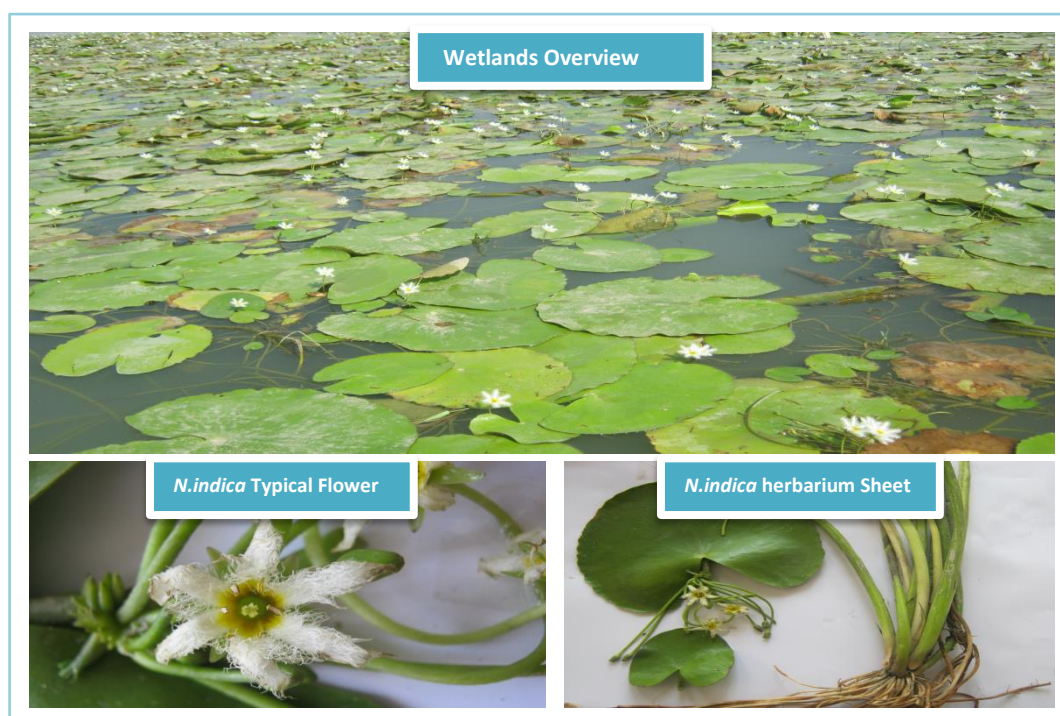 Wetlands Overview
N.indica Typical Flower
N.indica herbarium Sheet